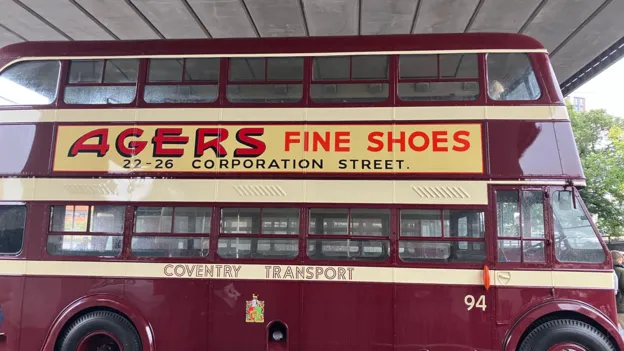 AGERS FINE SHOES
22-26 CORPORATION STREET.
COVENTRY TRANSPORT
94